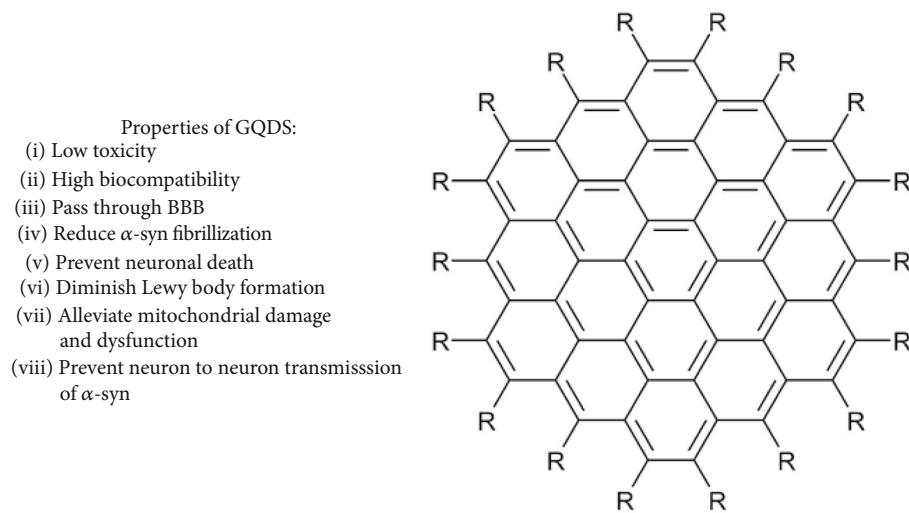 Properties of GQDS:
(i) Low toxicity
(ii) High biocompatibility
(iii) Pass through BBB
(iv) Reduce α-syn fibrillization
(v) Prevent neuronal death
(vi) Diminish Lewy body formation
(vii) Alleviate mitochondrial damage
and dysfunction
(viii) Prevent neuron to neuron transmisssion
of α-syn
R R
R R
R R
R R
R R
R R
R R
R R
R R